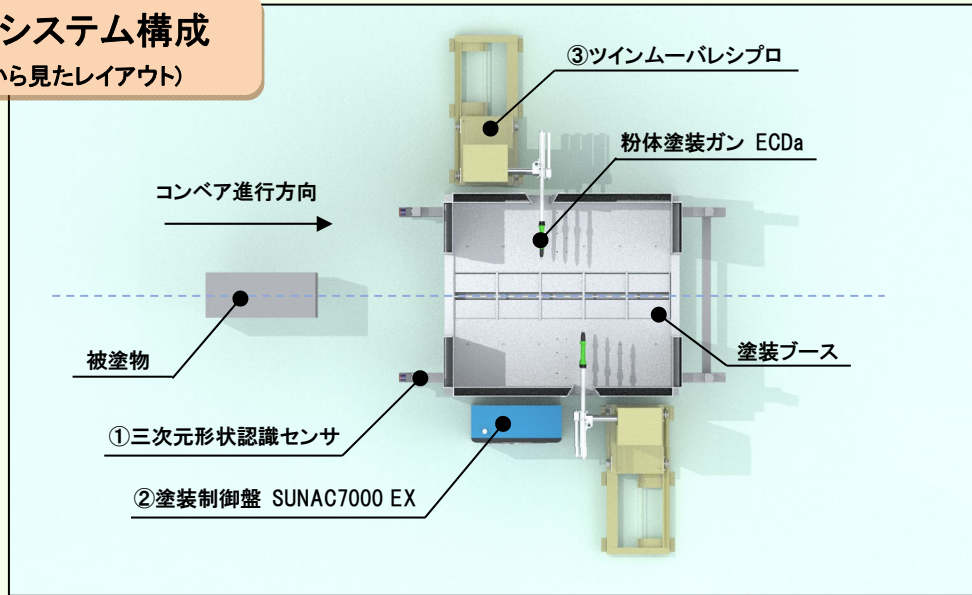 システム構成
から見たレイアウト)
③ツインムーバレシプロ
粉体塗装ガン ECDa
コンベア進行方向
被塗物
塗装ブース
①三次元形状認識センサ
②塗装制御盤 SUNAC7000 EX